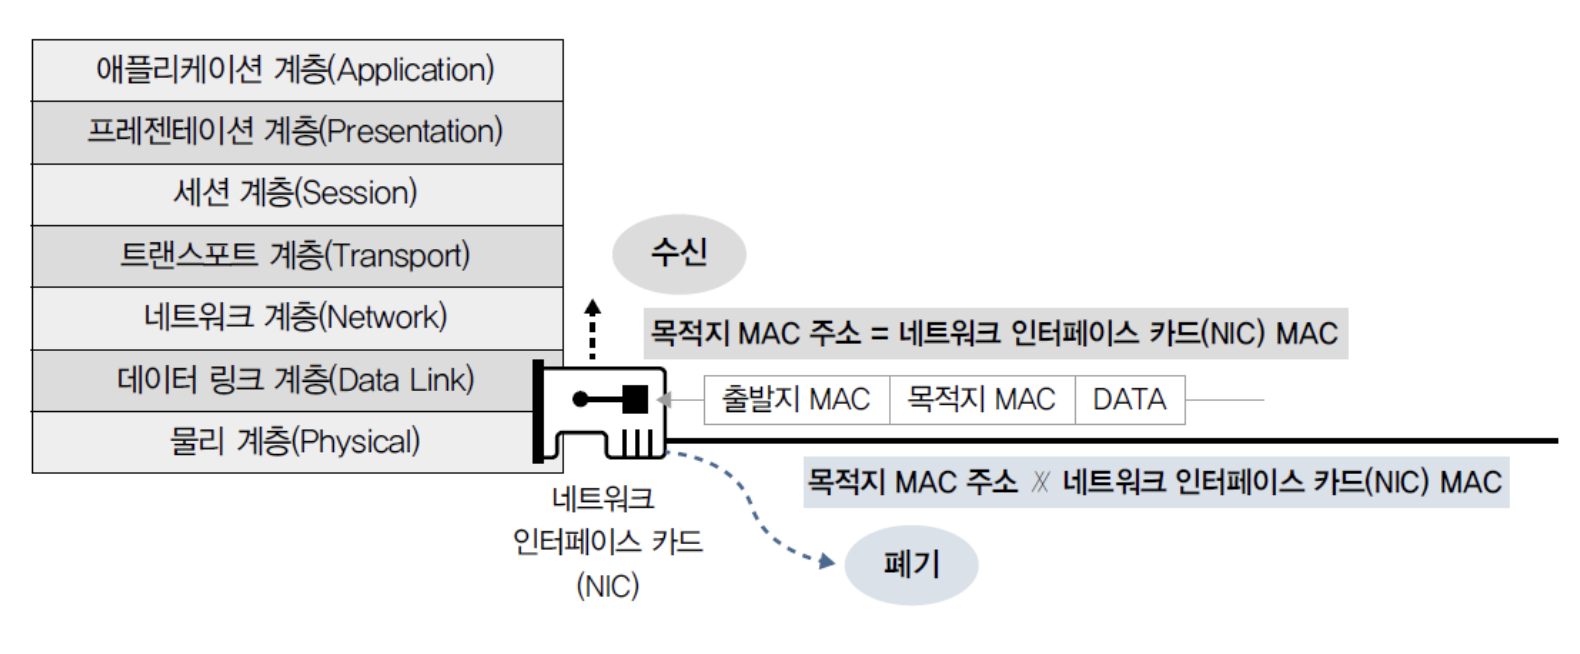 애플리케이션 계층(Application)
프레젠테이션 계층(Presentation)
세션 계층(Session)
트랜스포트 계층(Transport)
네트워크 계층(Network)
데이터 링크 계층(Data Link)
물리 계층(Physical)
수신
목적지 MAC 주소 = 네트워크 인터페이스 카드(NIC) MAC
출발지 MAC 목적지 MAC DATA
목적지 MAC 주소 네트워크 인터페이스 카드(NIC) MAC
네트워크
인터페이스 카드
(NIC)
폐기